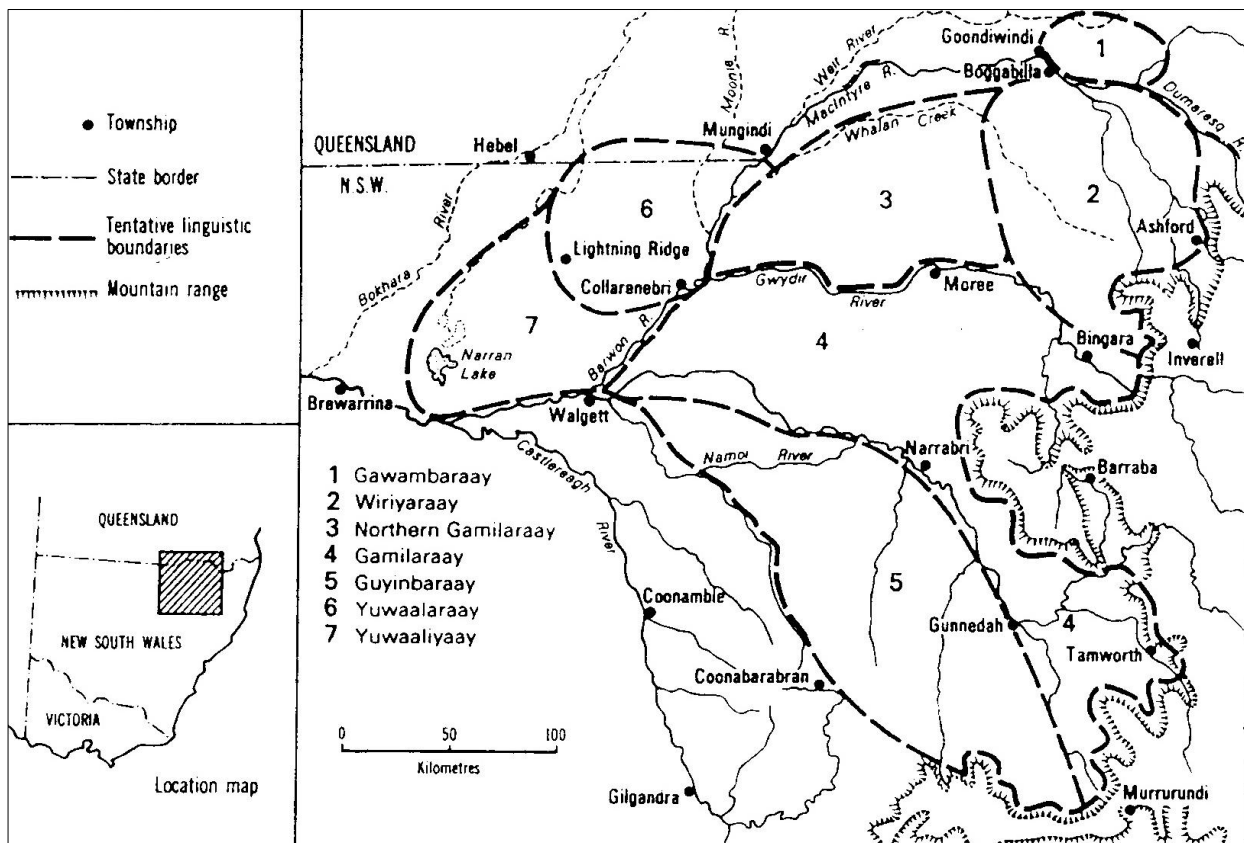 Township
State border
Tentative linguistic
boundaries
Mountain range
QUEENSLAND
NEW SOUTH WALES
VICTORIA
Location map
QUEENSLAND
N.S.W.
Hebel
Mungindi
Goondiwindi
Boggabilla
Moonie R.
Weir River
MacIntyre R.
Whalan Creek
Dumaresq R.
1
2
3
6
Ashford
Lightning Ridge
Collarenebri
Bokhara River
Gwydir River
Moree
7
4
Barwon R.
Narran
Lake
Bingara
Inverell
Brewarrina
Walgett
Castlereagh River
Namoi River
Narrabri
Barraba
1 Gawambaraay
2 Wiriyaraay
3 Northern Gamilaraay
4 Gamilaraay
5 Guyinbaraay
6 Yuwaalaraay
7 Yuwaaliyaay
5
Coonamble
Gunnedah
4
Tamworth
Coonabarabran
0 50 100
Kilometres
Gilgandra
Murrurundi